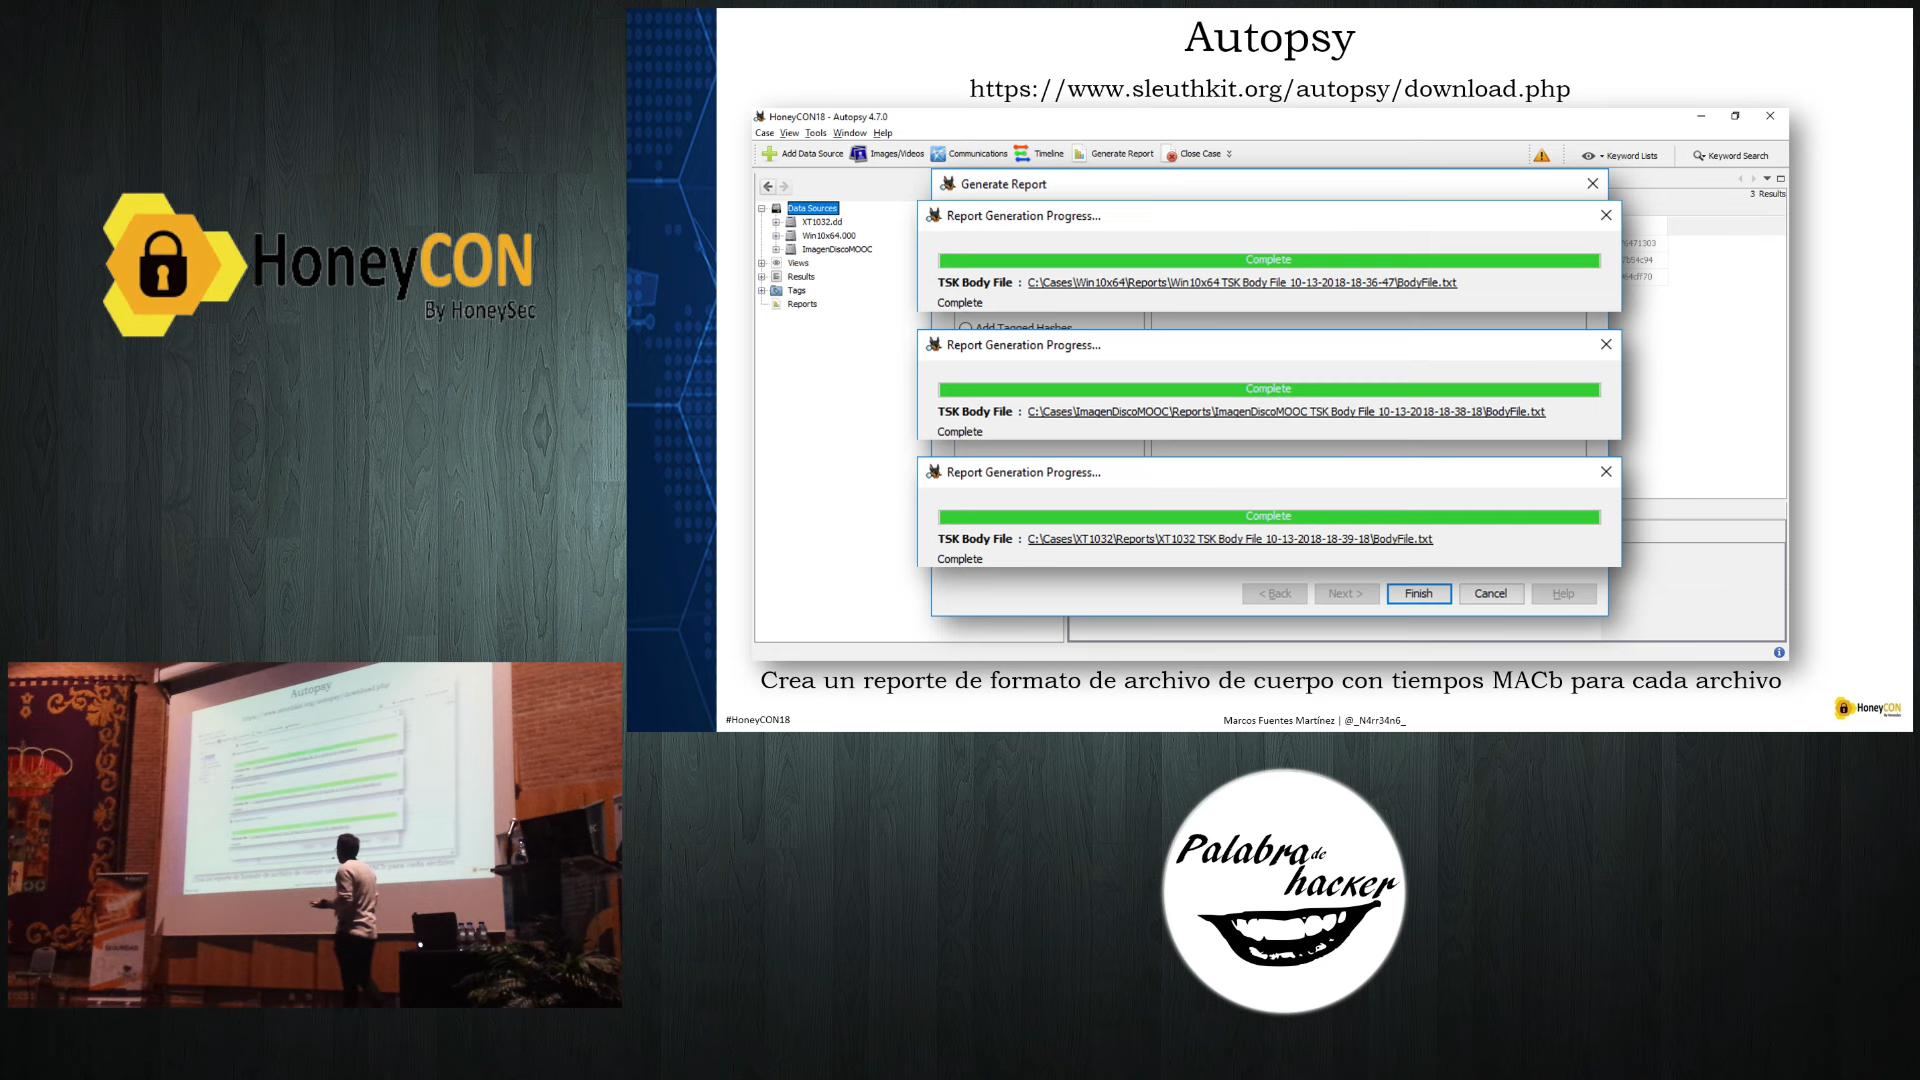 HoneyCON
By HoneySec
Autopsy
https://www.sleuthkit.org/autopsy/download.php
HoneyCON18 - Autopsy 4.7.0
Case View Tools Window Help
Add Data Source Images/Videos Communications Timeline Generate Report Close Case Keyword Lists Keyword Search
3 Results
Data Sources
XT1032.dd
Win10x64.000
ImagenDiscoMOOC
Views
Results
Tags
Reports
Generate Report
Report Generation Progress...
Complete
TSK Body File : C:\Cases\Win10x64\Reports\Win10x64 TSK Body File 10-13-2018-18-36-47\BodyFile.txt
Complete
Add Tagged Hashes
Report Generation Progress...
Complete
TSK Body File : C:\Cases\ImagenDiscoMOOC\Reports\ImagenDiscoMOOC TSK Body File 10-13-2018-18-38-18\BodyFile.txt
Complete
Report Generation Progress...
Complete
TSK Body File : C:\Cases\XT1032\Reports\XT1032 TSK Body File 10-13-2018-18-39-18\BodyFile.txt
Complete
< Back Next > Finish Cancel Help
Crea un reporte de formato de archivo de cuerpo con tiempos MACb para cada archivo
#HoneyCON18
Marcos Fuentes Martínez | @_N4rr34n6_
HoneyCON
Autopsy
SEGURIDAD
Palabra de
hacker